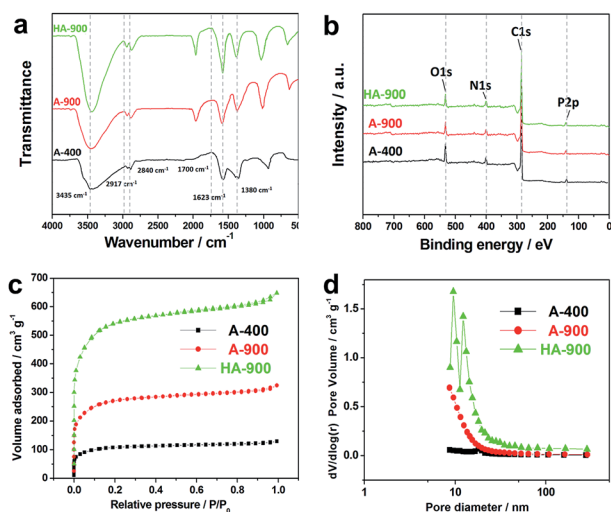 a
HA-900
A-900
A-400
3435 cm⁻¹
2917 cm⁻¹
2840 cm⁻¹
1700 cm⁻¹
1623 cm⁻¹
1380 cm⁻¹
Transmittance
4000 3500 3000 2500 2000 1500 1000 500
Wavenumber / cm⁻¹
b
C1s
O1s
N1s
P2p
HA-900
A-900
A-400
Intensity / a.u.
800 700 600 500 400 300 200 100 0
Binding energy / eV
c
700
600
500
400
300
200
100
0
A-400
A-900
HA-900
Volume adsorbed / cm³ g⁻¹
0.0 0.2 0.4 0.6 0.8 1.0
Relative pressure / P/P₀
d
1.5
1.0
0.5
0.0
A-400
A-900
HA-900
dV/dlog(r) Pore Volume / cm³ g⁻¹
1 10 100
Pore diameter / nm